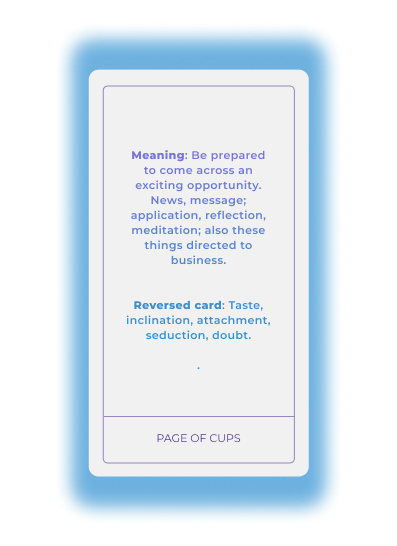 Meaning: Be prepared
to come across an
exciting opportunity.
News, message;
application, reflection,
meditation; also these
things directed to
business.
Reversed card: Taste,
inclination, attachment,
seduction, doubt.
.
PAGE OF CUPS